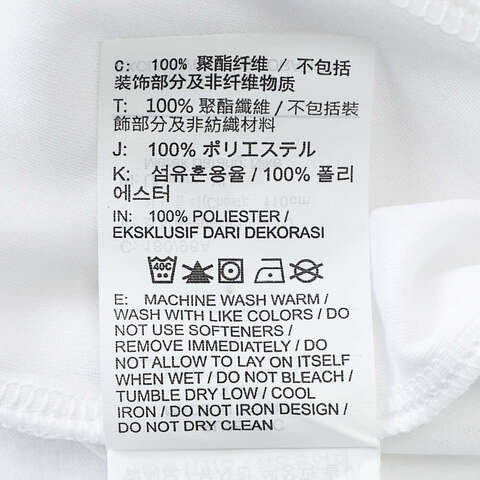 C: 100% 聚酯纤维 / 不包括
装饰部分及非纤维物质
T: 100% 聚酯纖維 / 不包括裝
飾部分及非紡織材料
J: 100% ポリエステル
K: 섬유혼용율 / 100% 폴리
에스터
IN: 100% POLIESTER /
EKSKLUSIF DARI DEKORASI
40C
E: MACHINE WASH WARM /
WASH WITH LIKE COLORS / DO
NOT USE SOFTENERS /
REMOVE IMMEDIATELY / DO
NOT ALLOW TO LAY ON ITSELF
WHEN WET / DO NOT BLEACH /
TUMBLE DRY LOW / COOL
IRON / DO NOT IRON DESIGN /
DO NOT DRY CLEAN